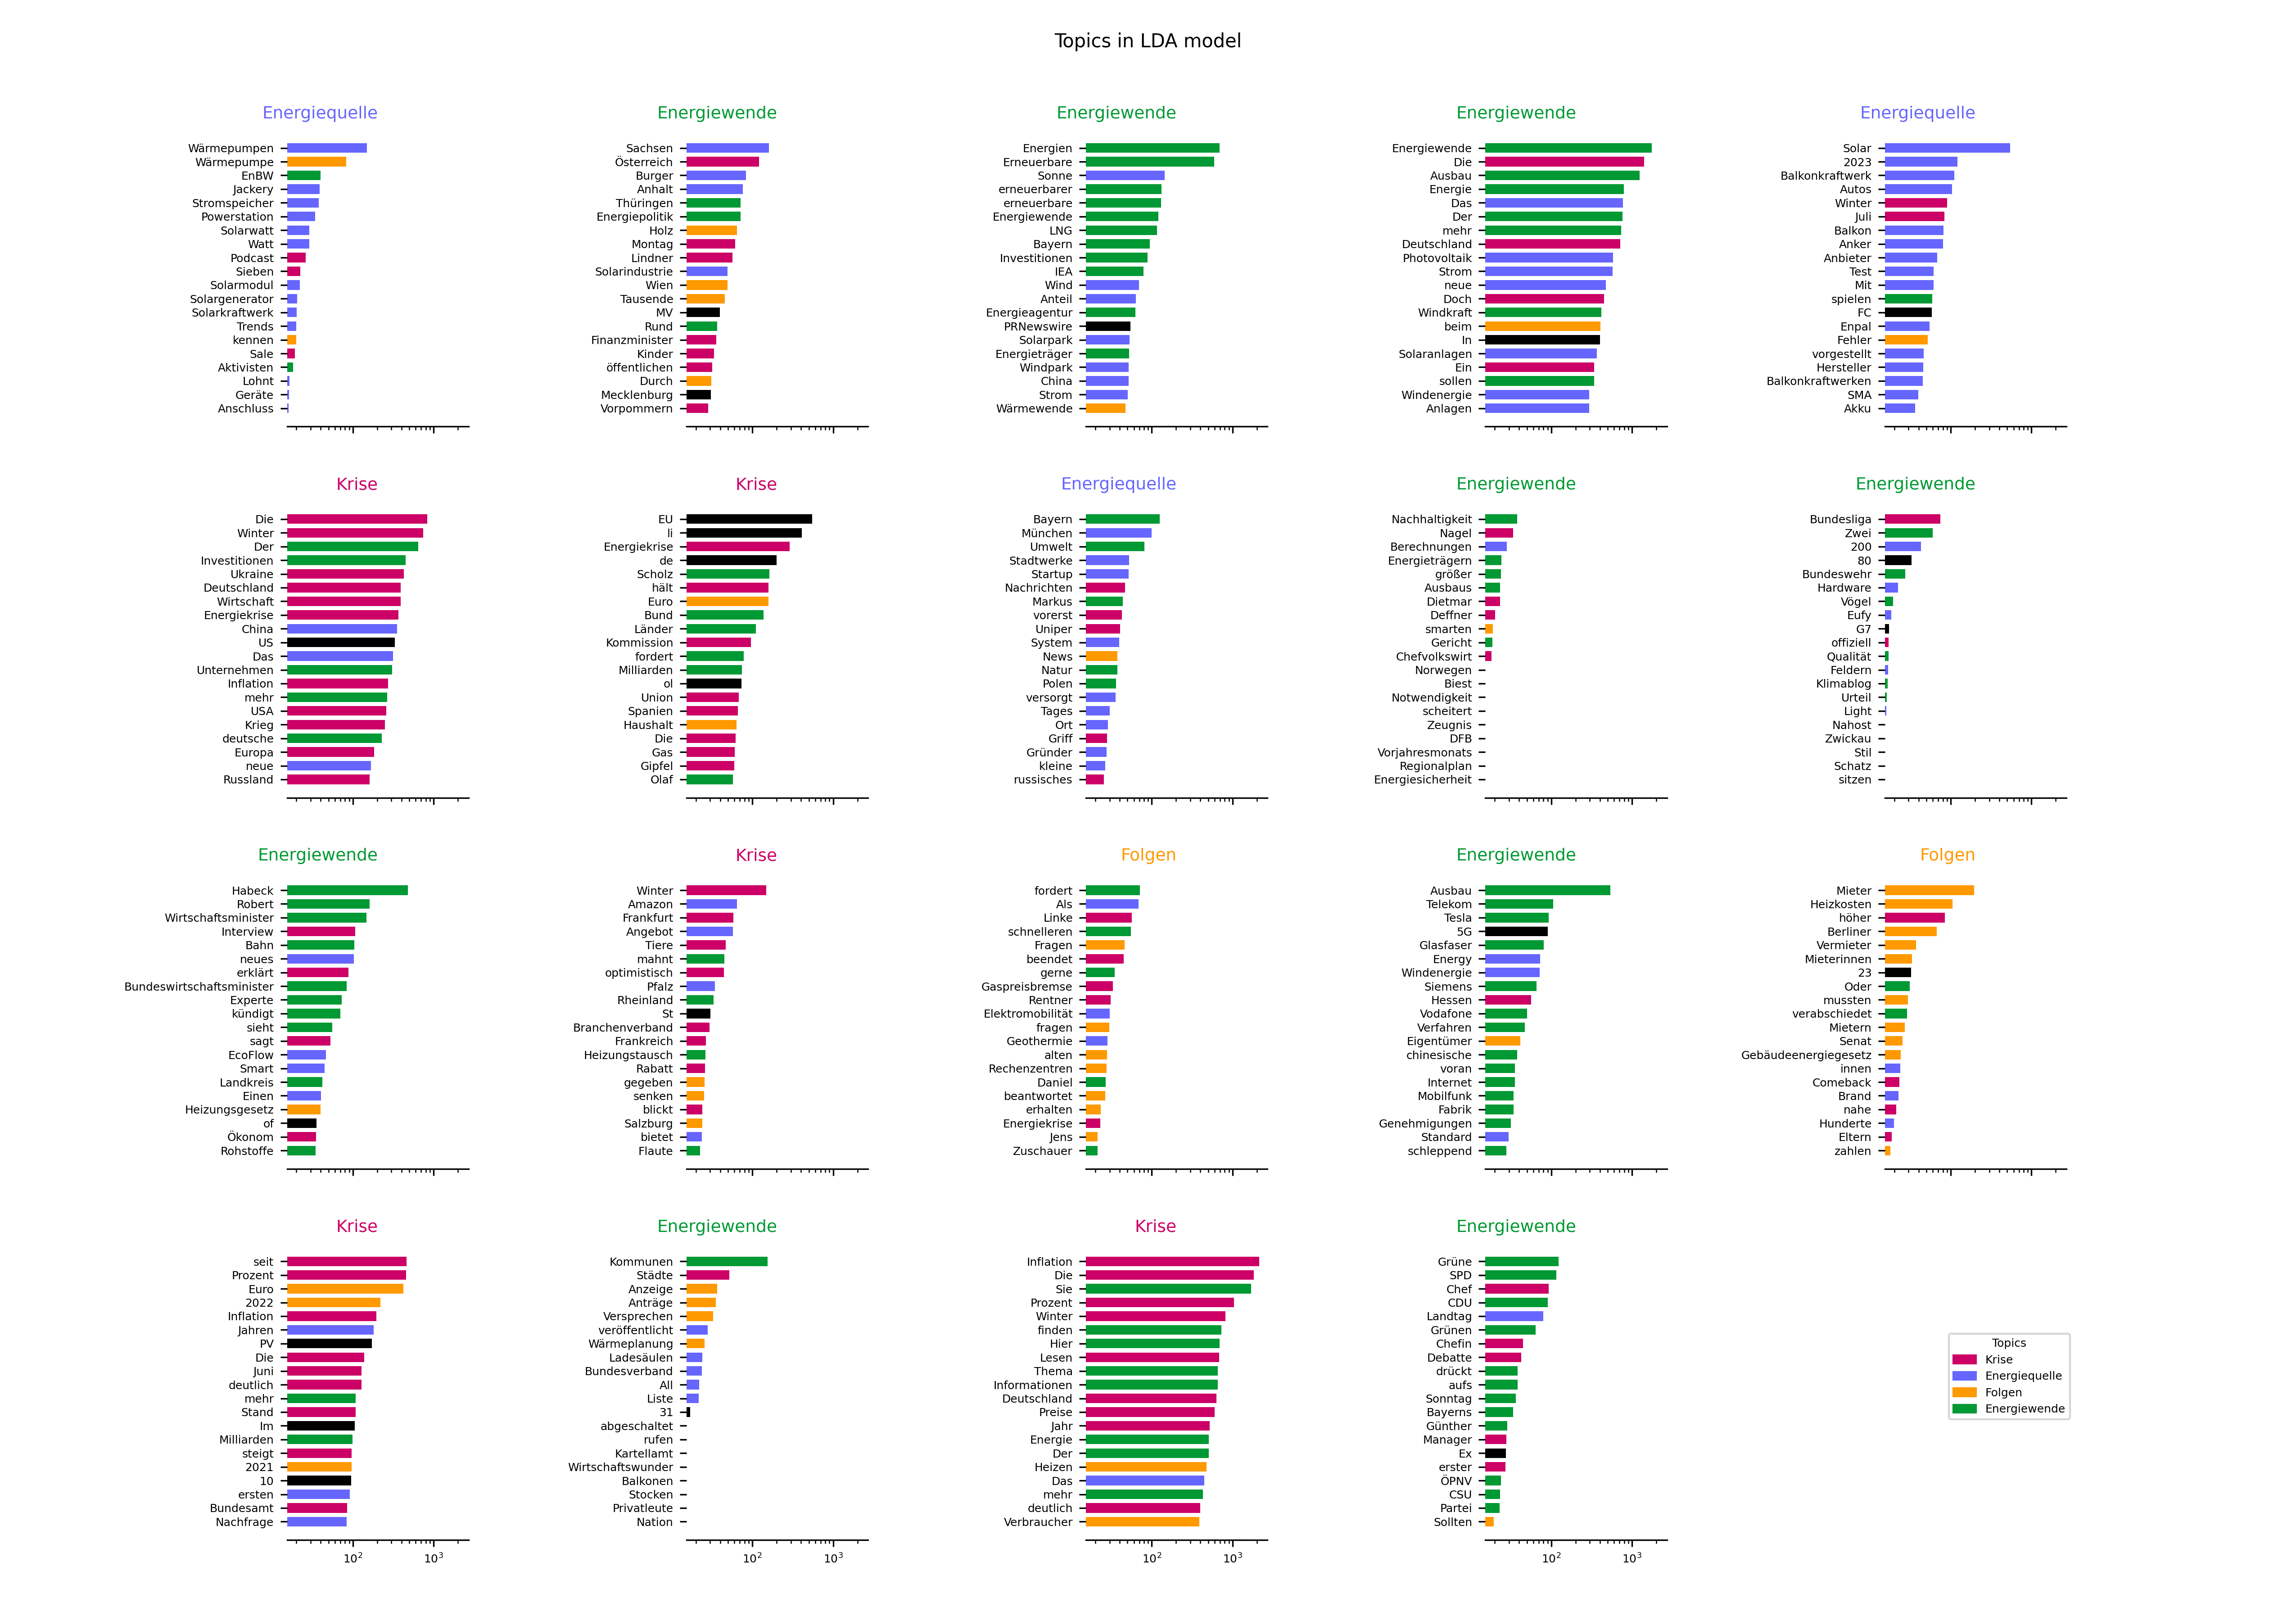 Topics in LDA model
Energiequelle
Wärmepumpen
Wärmepumpe
EnBW
Jackery
Stromspeicher
Powerstation
Solarwatt
Watt
Podcast
Sieben
Solarmodul
Solargenerator
Solarkraftwerk
Trends
kennen
Sale
Aktivisten
Lohnt
Geräte
Anschluss
Energiewende
Sachsen
Österreich
Burger
Anhalt
Thüringen
Energiepolitik
Holz
Montag
Lindner
Solarindustrie
Wien
Tausende
MV
Rund
Finanzminister
Kinder
öffentlichen
Durch
Mecklenburg
Vorpommern
Energiewende
Energien
Erneuerbare
Sonne
erneuerbarer
erneuerbare
Energiewende
LNG
Bayern
Investitionen
IEA
Wind
Anteil
Energieagentur
PRNewswire
Solarpark
Energieträger
Windpark
China
Strom
Wärmewende
Energiewende
Energiewende
Die
Ausbau
Energie
Das
Der
mehr
Deutschland
Photovoltaik
Strom
neue
Doch
Windkraft
beim
In
Solaranlagen
Ein
sollen
Windenergie
Anlagen
Energiequelle
Solar
2023
Balkonkraftwerk
Autos
Winter
Juli
Balkon
Anker
Anbieter
Test
Mit
spielen
FC
Enpal
Fehler
vorgestellt
Hersteller
Balkonkraftwerken
SMA
Akku
Krise
Die
Winter
Der
Investitionen
Ukraine
Deutschland
Wirtschaft
Energiekrise
China
US
Das
Unternehmen
Inflation
mehr
USA
Krieg
deutsche
Europa
neue
Russland
Krise
EU
li
Energiekrise
de
Scholz
hält
Euro
Bund
Länder
Kommission
fordert
Milliarden
ol
Union
Spanien
Haushalt
Die
Gas
Gipfel
Olaf
Energiequelle
Bayern
München
Umwelt
Stadtwerke
Startup
Nachrichten
Markus
vorerst
Uniper
System
News
Natur
Polen
versorgt
Tages
Ort
Griff
Gründer
kleine
russisches
Energiewende
Nachhaltigkeit
Nagel
Berechnungen
Energieträgern
größer
Ausbaus
Dietmar
Deffner
smarten
Gericht
Chefvolkswirt
Norwegen
Biest
Notwendigkeit
scheitert
Zeugnis
DFB
Vorjahresmonats
Regionalplan
Energiesicherheit
Energiewende
Bundesliga
Zwei
200
80
Bundeswehr
Hardware
Vögel
Eufy
G7
offiziell
Qualität
Feldern
Klimablog
Urteil
Light
Nahost
Zwickau
Stil
Schatz
sitzen
Energiewende
Habeck
Robert
Wirtschaftsminister
Interview
Bahn
neues
erklärt
Bundeswirtschaftsminister
Experte
kündigt
sieht
sagt
EcoFlow
Smart
Landkreis
Einen
Heizungsgesetz
of
Ökonom
Rohstoffe
Krise
Winter
Amazon
Frankfurt
Angebot
Tiere
mahnt
optimistisch
Pfalz
Rheinland
St
Branchenverband
Frankreich
Heizungstausch
Rabatt
gegeben
senken
blickt
Salzburg
bietet
Flaute
Folgen
fordert
Als
Linke
schnelleren
Fragen
beendet
gerne
Gaspreisbremse
Rentner
Elektromobilität
fragen
Geothermie
alten
Rechenzentren
Daniel
beantwortet
erhalten
Energiekrise
Jens
Zuschauer
Energiewende
Ausbau
Telekom
Tesla
5G
Glasfaser
Energy
Windenergie
Siemens
Hessen
Vodafone
Verfahren
Eigentümer
chinesische
voran
Internet
Mobilfunk
Fabrik
Genehmigungen
Standard
schleppend
Folgen
Mieter
Heizkosten
höher
Berliner
Vermieter
Mieterinnen
23
Oder
mussten
verabschiedet
Mietern
Senat
Gebäudeenergiegesetz
innen
Comeback
Brand
nahe
Hunderte
Eltern
zahlen
Krise
seit
Prozent
Euro
2022
Inflation
Jahren
PV
Die
Juni
deutlich
mehr
Stand
Im
Milliarden
steigt
2021
10
ersten
Bundesamt
Nachfrage
10² 10³
Energiewende
Kommunen
Städte
Anzeige
Anträge
Versprechen
veröffentlicht
Wärmeplanung
Ladesäulen
Bundesverband
All
Liste
31
abgeschaltet
rufen
Kartellamt
Wirtschaftswunder
Balkonen
Stocken
Privatleute
Nation
10² 10³
Krise
Inflation
Die
Sie
Prozent
Winter
finden
Hier
Lesen
Thema
Informationen
Deutschland
Preise
Jahr
Energie
Der
Heizen
Das
mehr
deutlich
Verbraucher
10² 10³
Energiewende
Grüne
SPD
Chef
CDU
Landtag
Grünen
Chefin
Debatte
drückt
aufs
Sonntag
Bayerns
Günther
Manager
Ex
erster
ÖPNV
CSU
Partei
Sollten
10² 10³
Topics
Krise
Energiequelle
Folgen
Energiewende